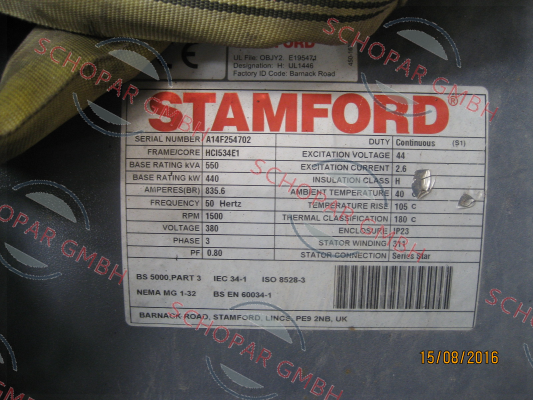 STAMFORD
UL File: OBJY2. E195432
Designation: H: UL1446
Factory ID Code: Barnack Road
STAMFORD®
SERIAL NUMBER A14F254702 DUTY Continuous (S1)
FRAME/CORE HCI534E1 EXCITATION VOLTAGE 44
BASE RATING kVA 550 EXCITATION CURRENT 2.6
BASE RATING kW 440 INSULATION CLASS H
AMPERES(BR) 835.6 AMBIENT TEMPERATURE 40
FREQUENCY 50 Hertz TEMPERATURE RISE 105 C
RPM 1500 THERMAL CLASSIFICATION 180 C
VOLTAGE 380 ENCLOSURE IP23
PHASE 3 STATOR WINDING 311
PF 0.80 STATOR CONNECTION Series Star
BS 5000,PART 3 IEC 34-1 ISO 8528-3
NEMA MG 1-32 BS EN 60034-1
BARNACK ROAD, STAMFORD, LINCS, PE9 2NB, UK
15/08/2016
SCHOPAR GMBH